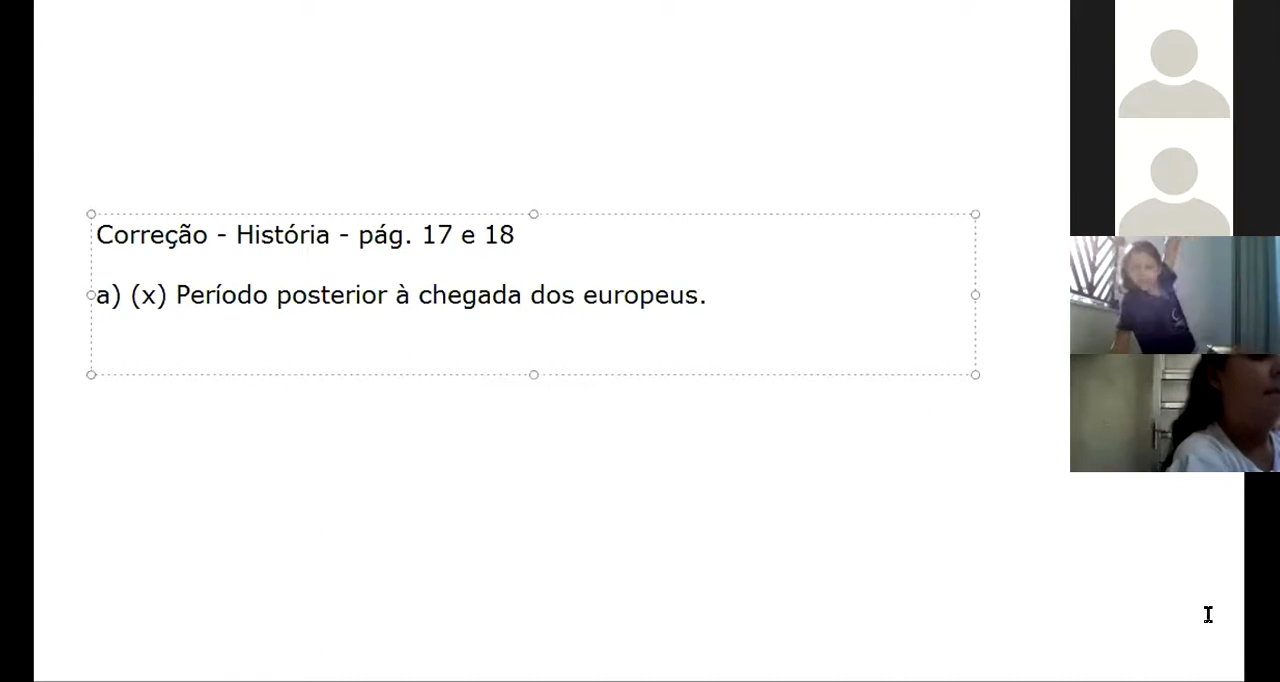 Correção - História - pág. 17 e 18
a) (x) Período posterior à chegada dos europeus.